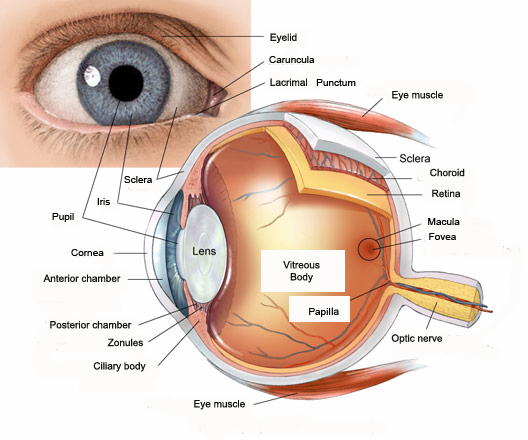 Eyelid
Caruncula
Lacrimal Punctum
Eye muscle
Sclera
Choroid
Retina
Macula
Fovea
Sclera
Iris
Pupil
Cornea
Lens
Vitreous
Body
Anterior chamber
Papilla
Posterior chamber
Zonules
Optic nerve
Ciliary body
Eye muscle